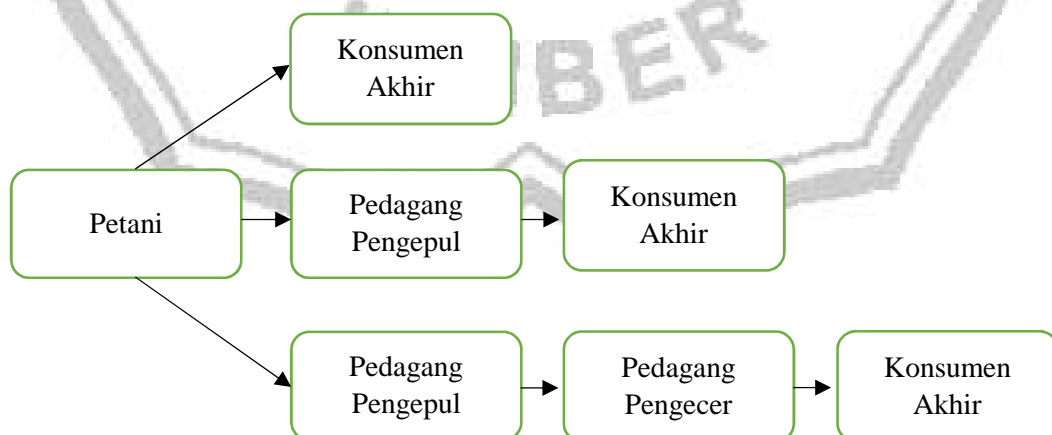 Konsumen
Akhir
Petani
Pedagang
Pengepul
Konsumen
Akhir
Pedagang
Pengepul
Pedagang
Pengecer
Konsumen
Akhir